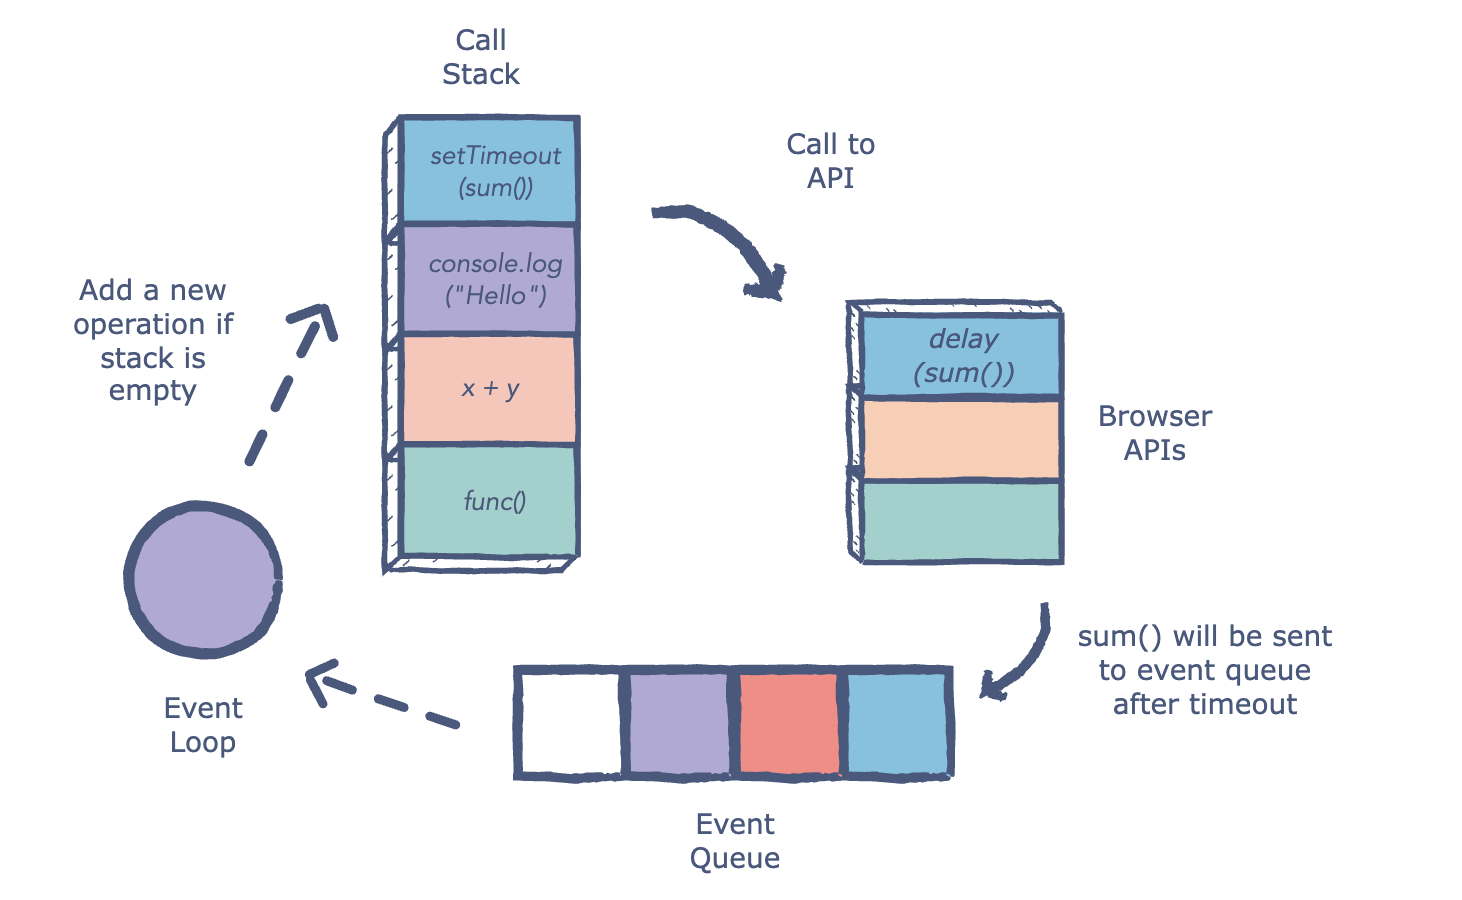 Call
Stack
setTimeout
(sum())
console.log
("Hello")
x + y
func()
Call to
API
delay
(sum())
Browser
APIs
sum() will be sent
to event queue
after timeout
Event
Queue
Event
Loop
Add a new
operation if
stack is
empty